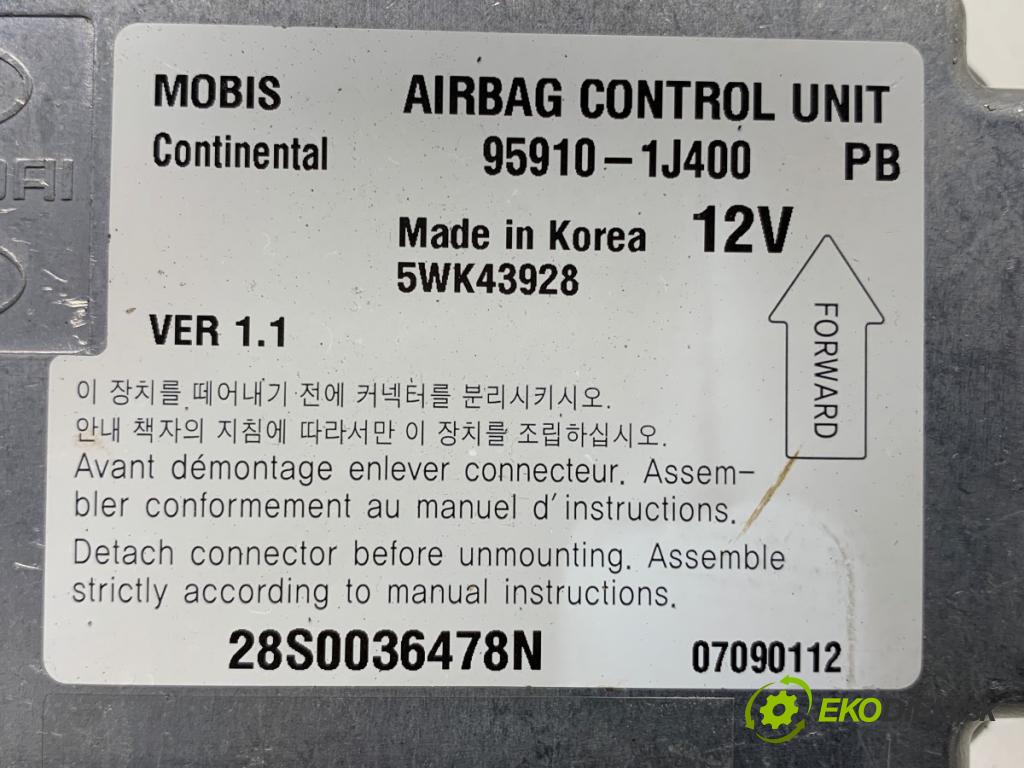 MOBIS AIRBAG CONTROL UNIT
Continental 95910-1J400 PB
Made in Korea 12V
5WK43928
FORWARD
VER 1.1
이 장치를 떼어내기 전에 커넥터를 분리시키시오.
안내 책자의 지침에 따라서만 이 장치를 조립하십시오.
Avant démontage enlever connecteur. Assem-
bler conformement au manuel d'instructions.
Detach connector before unmounting. Assemble
strictly according to manual instructions.
28S0036478N 07090112
EKO